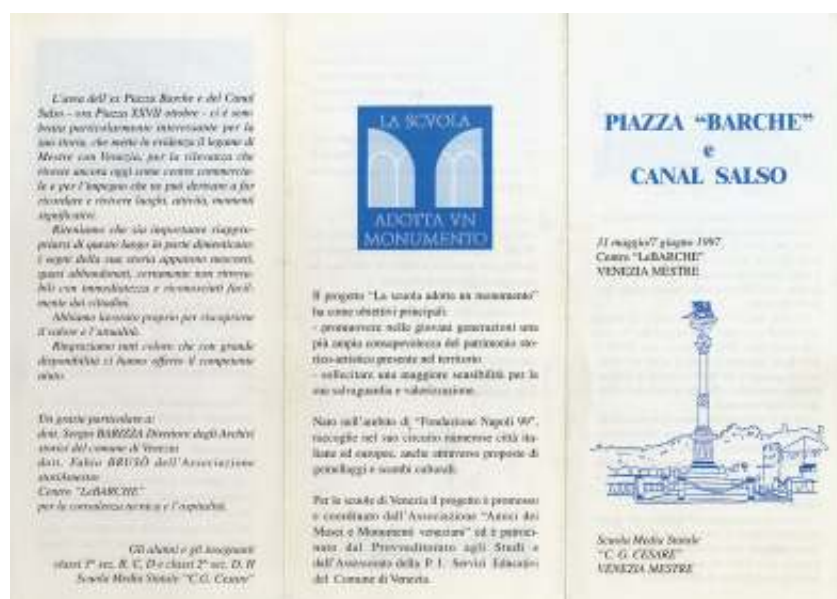 L'area dell'ex Piazza Barche e del Canal
Salso - ora Piazza XXVII ottobre - ci è sem-
brata particolarmente interessante per la
sua storia, che mette in evidenza il legame di
Mestre con Venezia, per la rilevanza che
riveste ancora oggi come centro commercia-
le e per l'impegno che ne può derivare a far
ricordare e rivivere luoghi, attività, momenti
significativi.
Riteniamo che sia importante riappro-
priarsi di questo luogo in parte dimenticato:
i segni della sua storia appaiono nascosti,
quasi abbandonati, certamente non ritrova-
bili con immediatezza e riconosciuti facil-
mente dai cittadini.
Abbiamo lavorato proprio per riscoprirne
il valore e l'attualità.
Ringraziamo tutti coloro che con grande
disponibilità ci hanno offerto il competente
aiuto.
Un grazie particolare a:
dott. Sergio BARIZZA Direttore degli Archivi
storici del comune di Venezia
dott. Fabio BRUSÒ dell'Associazione
storiAmestre
Centro "LeBARCHE"
per la consulenza tecnica e l'ospitalità.
Gli alunni e gli insegnanti
classi 1ª sez. B, C, D e classi 2ª sez. D, H
Scuola Media Statale "C.G. Cesare"
LA SCVOLA
ADOTTA VN
MONUMENTO
Il progetto "La scuola adotta un monumento"
ha come obiettivi principali:
- promuovere nelle giovani generazioni una
più ampia consapevolezza del patrimonio sto-
rico-artistico presente nel territorio
- sollecitare una maggiore sensibilità per la
sua salvaguardia e valorizzazione.
Nato nell'ambito di "Fondazione Napoli 99",
raccoglie nel suo circuito numerose città ita-
liane ed europee, anche attraverso proposte di
gemellaggi e scambi culturali.
Per le scuole di Venezia il progetto è promosso
e coordinato dall'Associazione "Amici dei
Musei e Monumenti veneziani" ed è patroci-
nato dal Provveditorato agli Studi e
dall'Assessorato della P. I. Servizi Educativi
del Comune di Venezia.
PIAZZA "BARCHE"
e
CANAL SALSO
31 maggio/7 giugno 1997
Centro "LeBARCHE"
VENEZIA MESTRE
Scuola Media Statale
"C. G. CESARE"
VENEZIA MESTRE